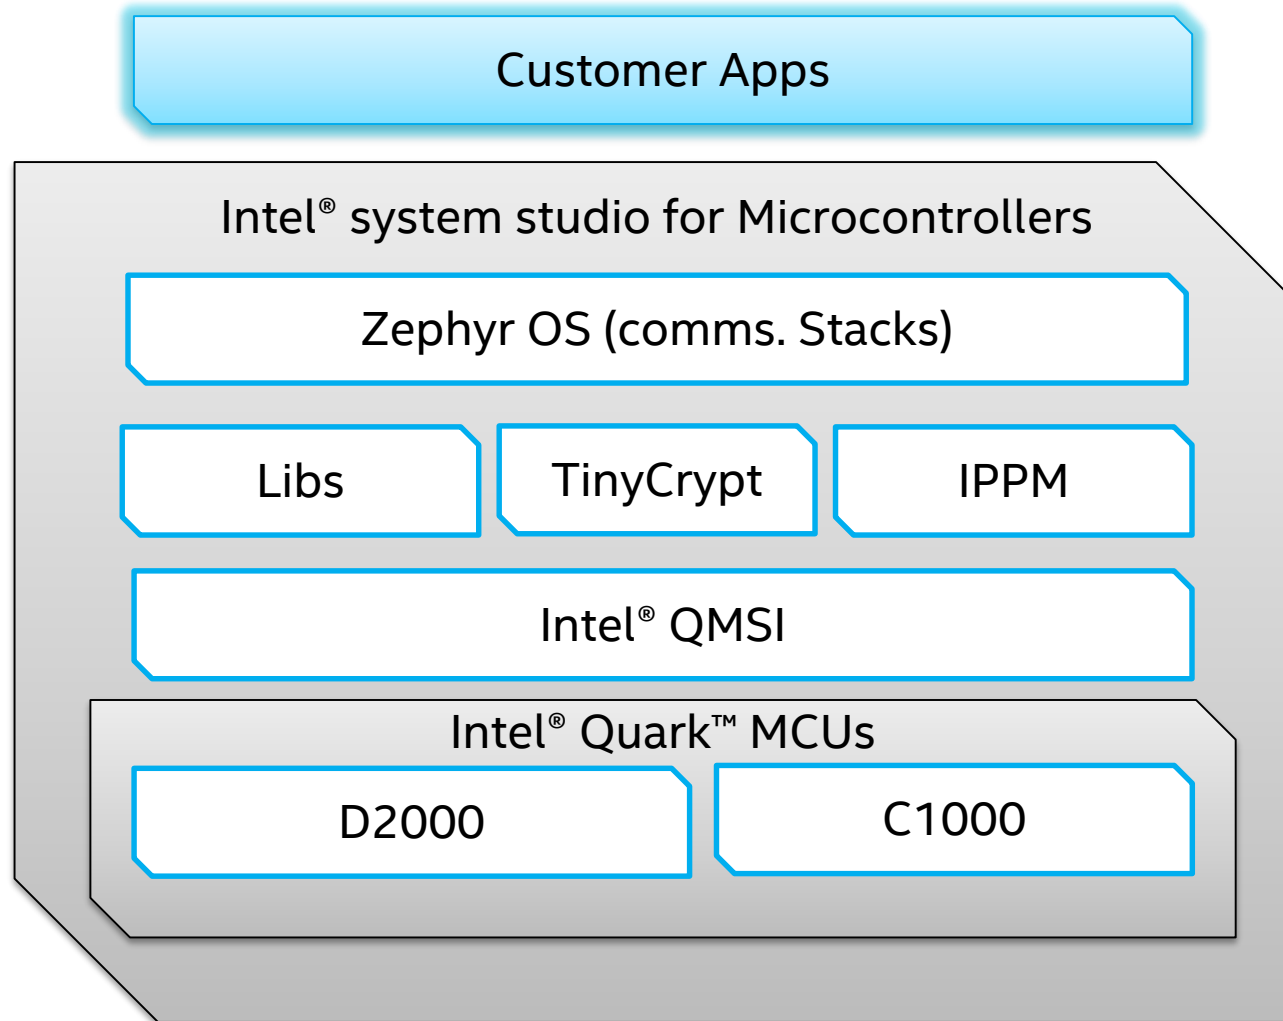 Customer Apps
Intel® system studio for Microcontrollers
Zephyr OS (comms. Stacks)
Libs
TinyCrypt
IPPM
Intel® QMSI
Intel® Quark™ MCUs
D2000
C1000